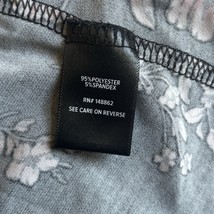 95%POLYESTER
5%SPANDEX
RN# 148862
SEE CARE ON REVERSE